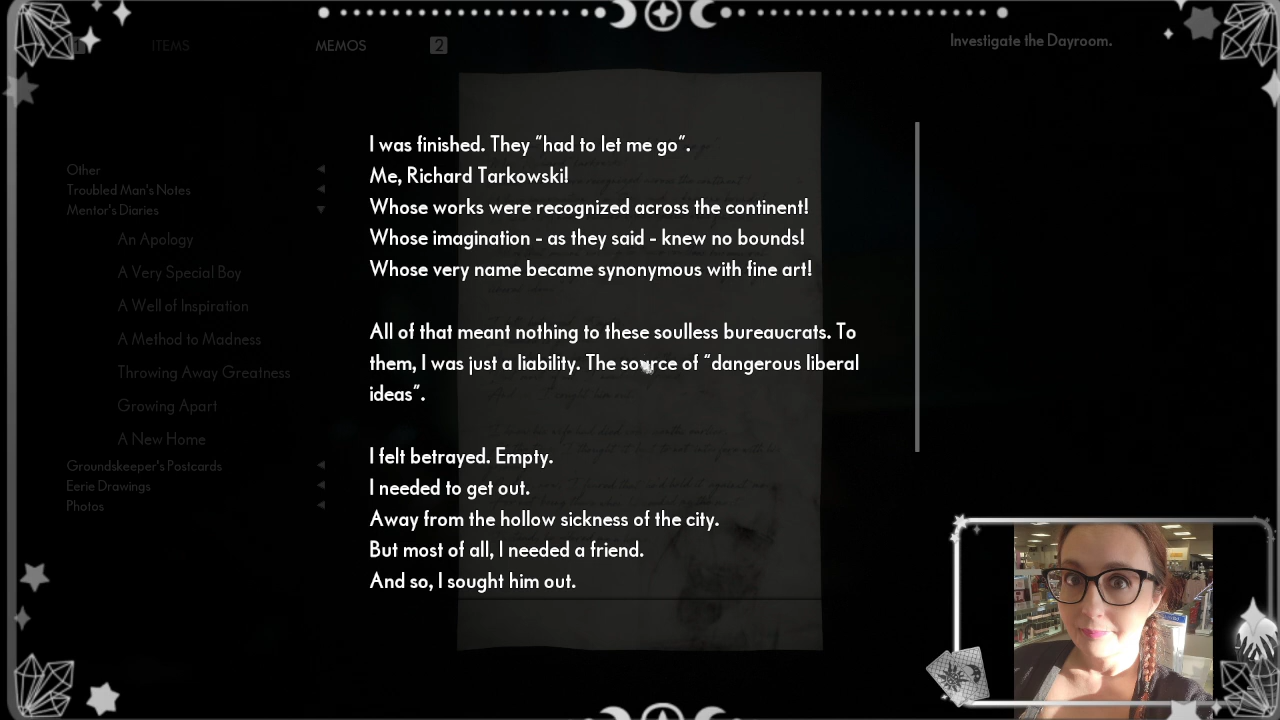 ITEMS
MEMOS
2
Investigate the Dayroom.
Other
Troubled Man's Notes
Mentor's Diaries
An Apology
A Very Special Boy
A Well of Inspiration
A Method to Madness
Throwing Away Greatness
Growing Apart
A New Home
Groundskeeper's Postcards
Eerie Drawings
Photos
I was finished. They "had to let me go".
Me, Richard Tarkowski!
Whose works were recognized across the continent!
Whose imagination - as they said - knew no bounds!
Whose very name became synonymous with fine art!
All of that meant nothing to these soulless bureaucrats. To
them, I was just a liability. The source of "dangerous liberal
ideas".
I felt betrayed. Empty.
I needed to get out.
Away from the hollow sickness of the city.
But most of all, I needed a friend.
And so, I sought him out.